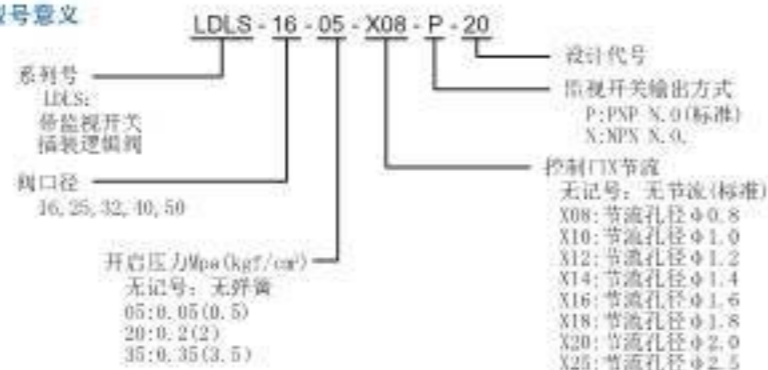 型号意义
LDLS - 16 - 05 - X08 - P - 20
设计代号
系列号
LDLS:
带监视开关
插装逻辑阀
监视开关输出方式
P:PNP N.O(标准)
N:NPN N.O.
阀口径
16,25,32,40,50
控制口X节流
无记号: 无节流(标准)
X08:节流孔径Φ0.8
X10:节流孔径Φ1.0
X12:节流孔径Φ1.2
X14:节流孔径Φ1.4
X16:节流孔径Φ1.6
X18:节流孔径Φ1.8
X20:节流孔径Φ2.0
X25:节流孔径Φ2.5
开启压力Mpa(kgf/cm²)
无记号: 无弹簧
05:0.05(0.5)
20:0.2(2)
35:0.35(3.5)